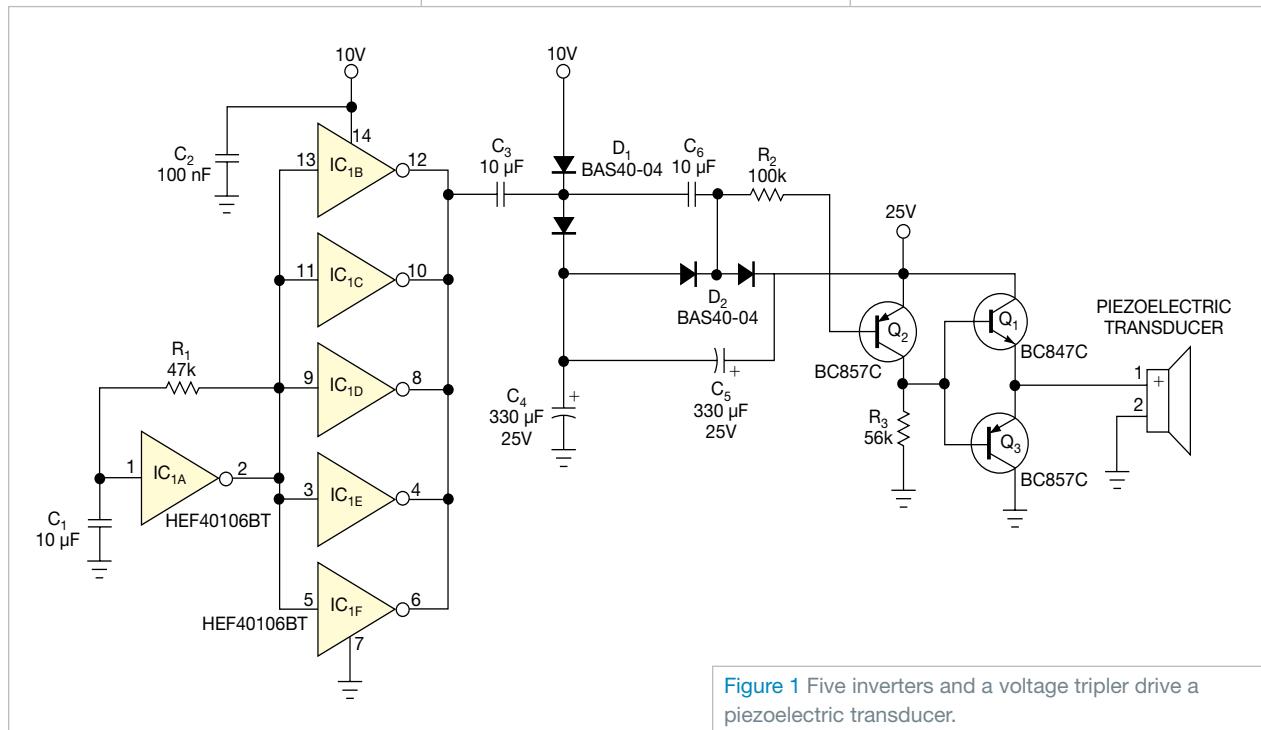 10V
14
C2
100 nF
13
IC1B
12
11
IC1C
10
R1
47k
9
IC1D
8
1
IC1A
2
HEF40106BT
C1
10 µF
3
IC1E
4
5
IC1F
6
HEF40106BT
7
C3
10 µF
10V
D1
BAS40-04
C6
10 µF
R2
100k
D2
BAS40-04
C4
330 µF
25V
+
C5
330 µF
25V
+
25V
Q2
BC857C
R3
56k
Q1
BC847C
Q3
BC857C
PIEZOELECTRIC
TRANSDUCER
1
+
2
Figure 1 Five inverters and a voltage tripler drive a
piezoelectric transducer.